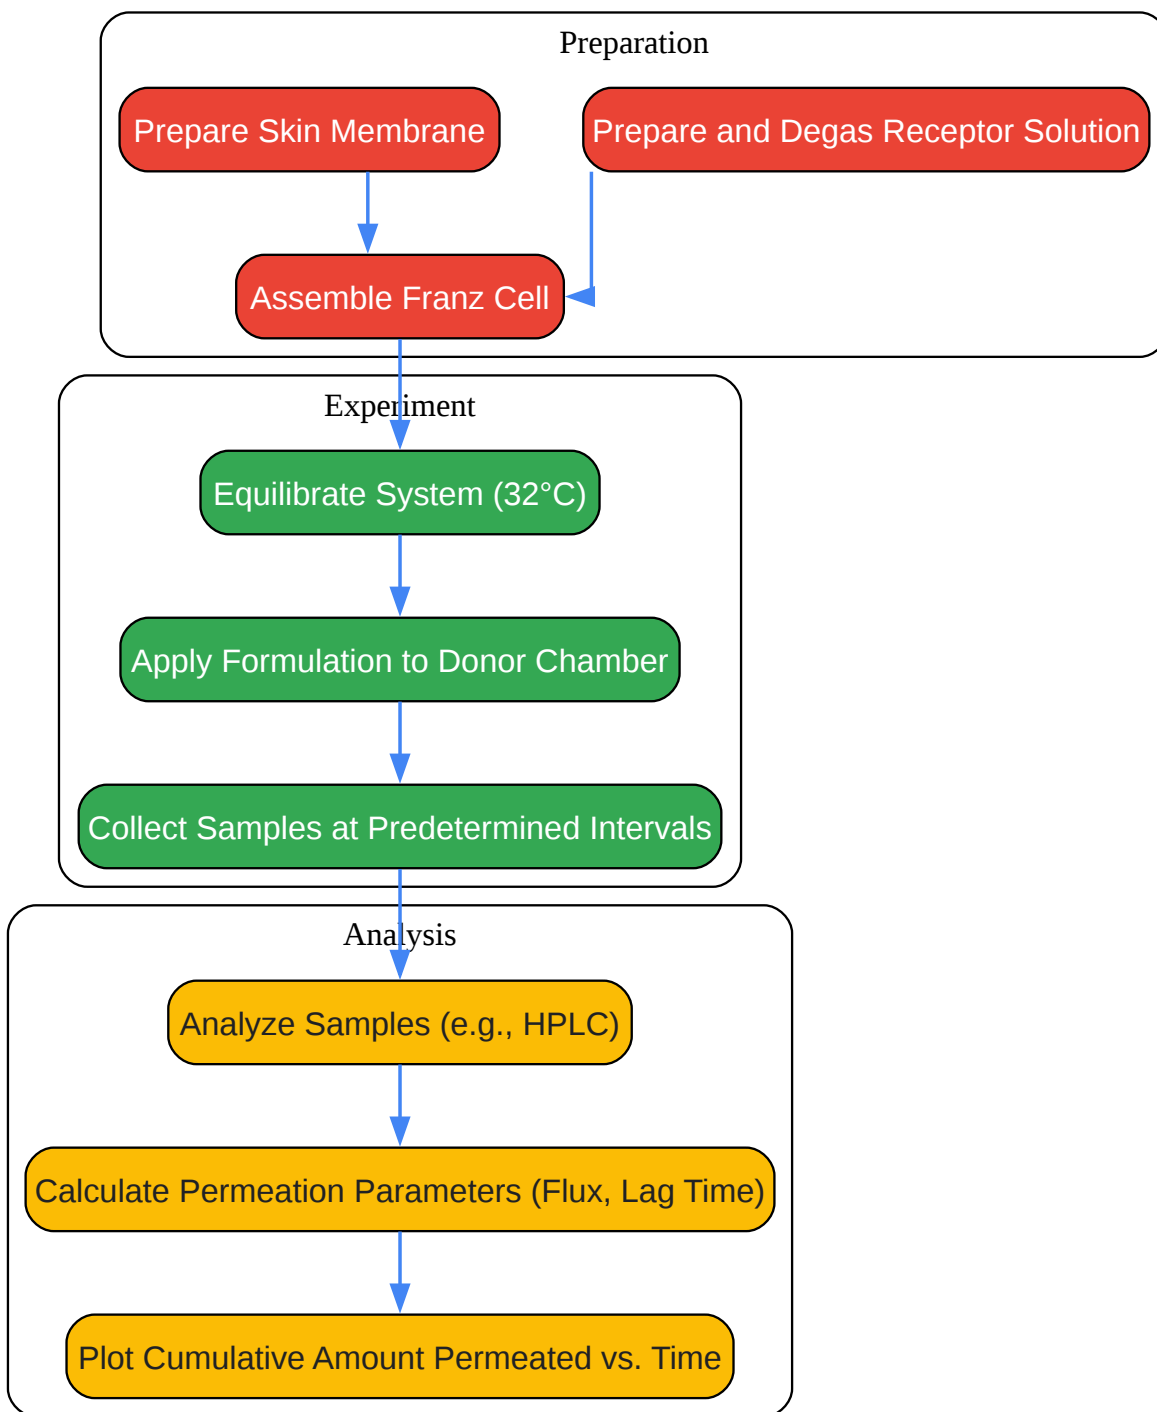 Preparation
Prepare Skin Membrane
Prepare and Degas Receptor Solution
Assemble Franz Cell
Experiment
Equilibrate System (32°C)
Apply Formulation to Donor Chamber
Collect Samples at Predetermined Intervals
Analysis
Analyze Samples (e.g., HPLC)
Calculate Permeation Parameters (Flux, Lag Time)
Plot Cumulative Amount Permeated vs. Time